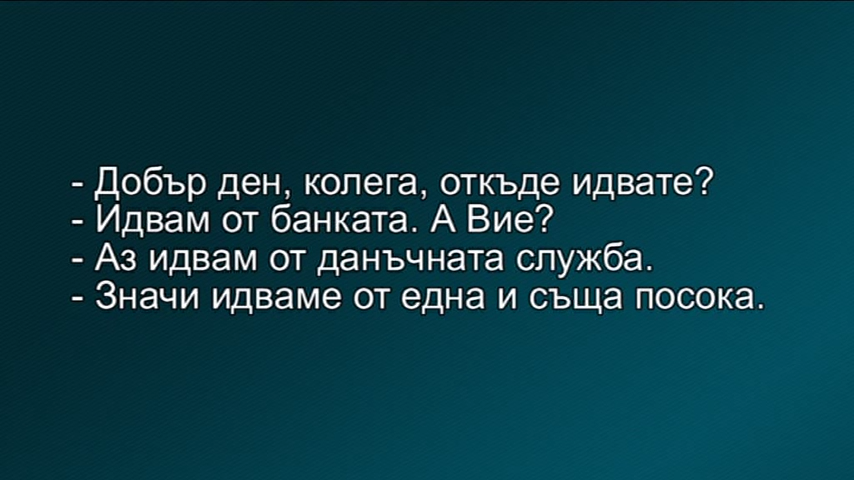 - Добър ден, колега, откъде идвате?
- Идвам от банката. А Вие?
- Аз идвам от данъчната служба.
- Значи идваме от една и съща посока.